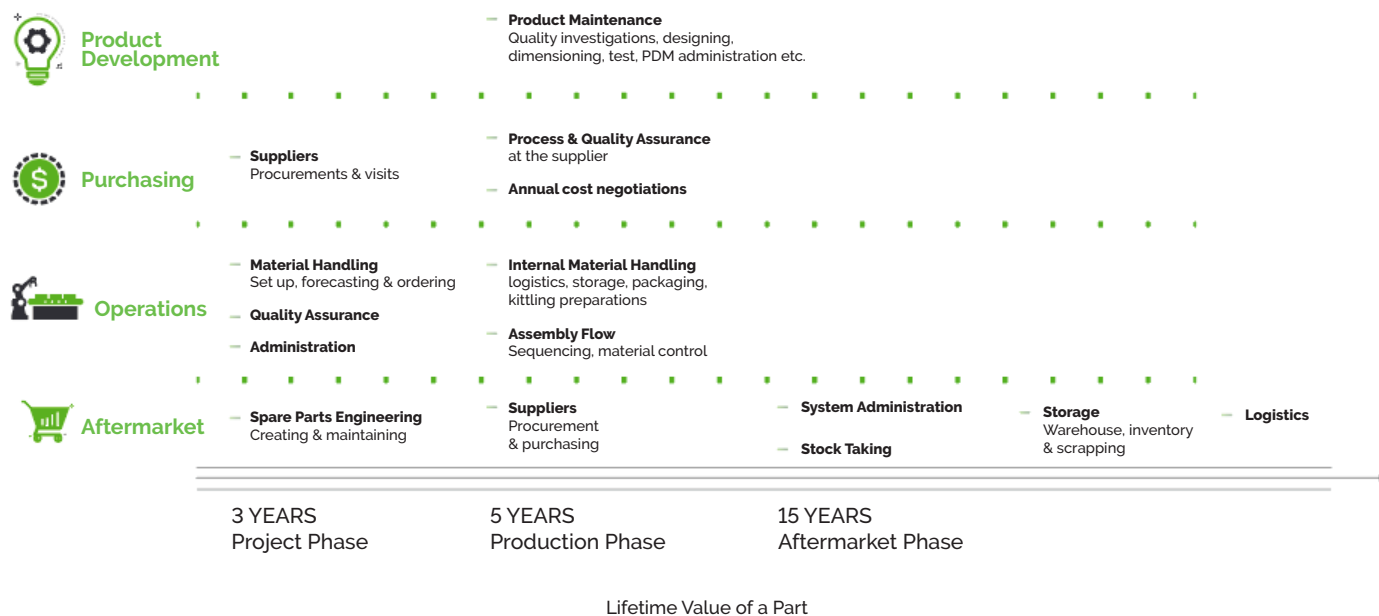 Product
Development
Product Maintenance
Quality investigations, designing,
dimensioning, test, PDM administration etc.
Purchasing
Suppliers
Procurements & visits
Process & Quality Assurance
at the supplier
Annual cost negotiations
Operations
Material Handling
Set up, forecasting & ordering
Quality Assurance
Administration
Internal Material Handling
logistics, storage, packaging,
kittling preparations
Assembly Flow
Sequencing, material control
Aftermarket
Spare Parts Engineering
Creating & maintaining
Suppliers
Procurement
& purchasing
System Administration
Stock Taking
Storage
Warehouse, inventory
& scrapping
Logistics
3 YEARS
Project Phase
5 YEARS
Production Phase
15 YEARS
Aftermarket Phase
Lifetime Value of a Part